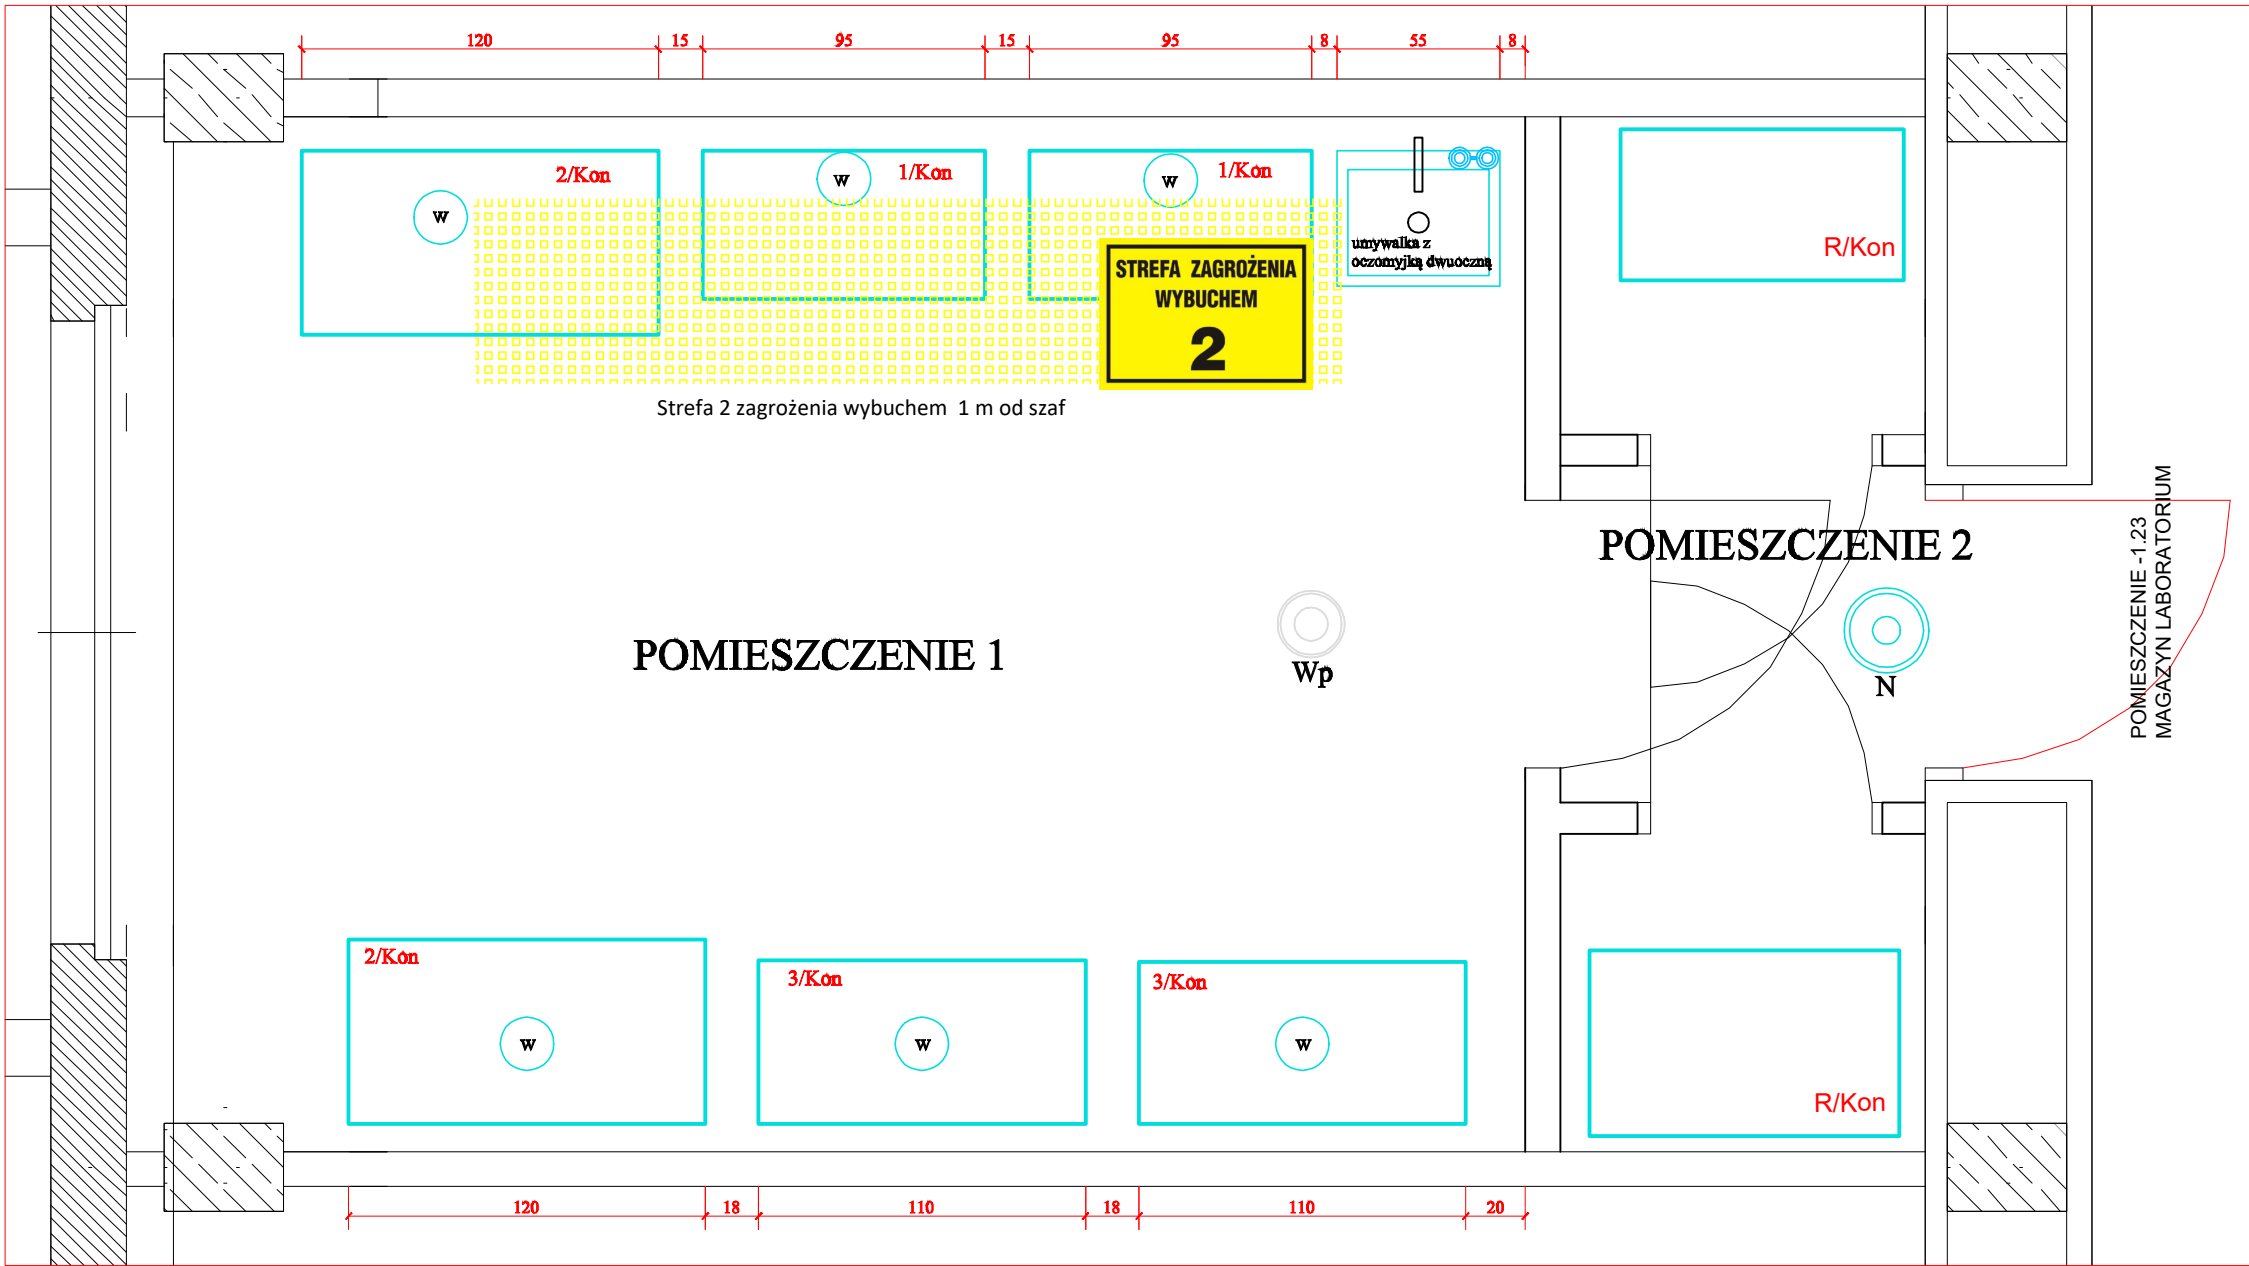 120 15 95 15 95 8 55 8
2/Kon
1/Kon
1/Kon
w
w
w
umywalka z
oczomyjką dwuoczną
STREFA ZAGROŻENIA
WYBUCHEM
2
Strefa 2 zagrożenia wybuchem 1 m od szaf
R/Kon
POMIESZCZENIE 2
POMIESZCZENIE -1.23
MAGAZYN LABORATORIUM
POMIESZCZENIE 1
Wp
N
2/Kon
3/Kon
3/Kon
w
w
w
R/Kon
120 18 110 18 110 20